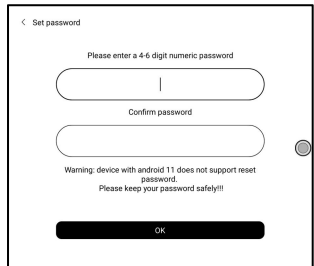 < Set password
Please enter a 4-6 digit numeric password
Confirm password
Warning: device with android 11 does not support reset
password.
Please keep your password safely!!!
OK